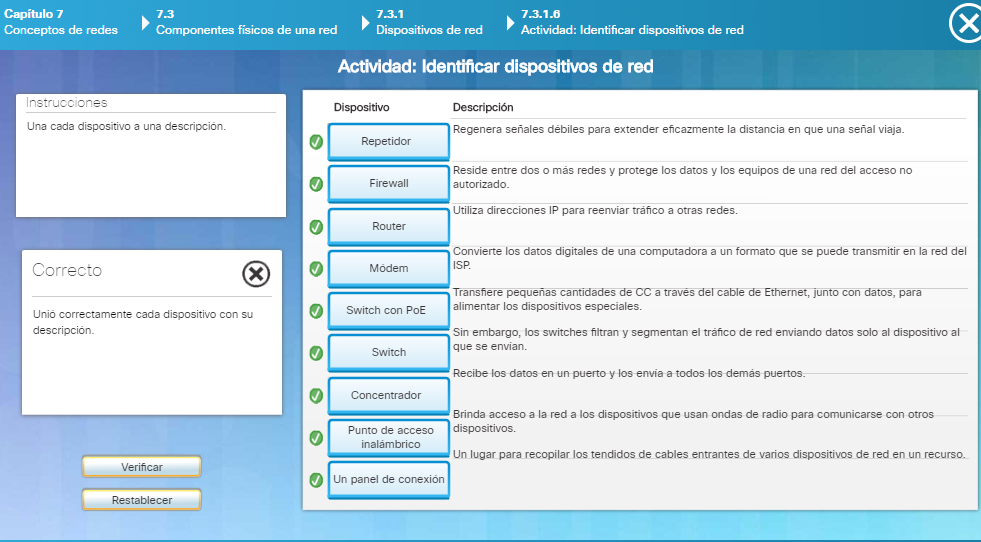 Capítulo 7
Conceptos de redes
7.3
Componentes físicos de una red
7.3.1
Dispositivos de red
7.3.1.6
Actividad: Identificar dispositivos de red
Actividad: Identificar dispositivos de red
Instrucciones
Una cada dispositivo a una descripción.
Correcto
Unió correctamente cada dispositivo con su
descripción.
Verificar
Restablecer
Dispositivo
Descripción
Repetidor
Regenera señales débiles para extender eficazmente la distancia en que una señal viaja.
Firewall
Reside entre dos o más redes y protege los datos y los equipos de una red del acceso no
autorizado.
Router
Utiliza direcciones IP para reenviar tráfico a otras redes.
Módem
Convierte los datos digitales de una computadora a un formato que se puede transmitir en la red del
ISP.
Switch con PoE
Transfiere pequeñas cantidades de CC a través del cable de Ethernet, junto con datos, para
alimentar los dispositivos especiales.
Switch
Sin embargo, los switches filtran y segmentan el tráfico de red enviando datos solo al dispositivo al
que se envían.
Concentrador
Recibe los datos en un puerto y los envía a todos los demás puertos.
Punto de acceso
inalámbrico
Brinda acceso a la red a los dispositivos que usan ondas de radio para comunicarse con otros
dispositivos.
Un panel de conexión
Un lugar para recopilar los tendidos de cables entrantes de varios dispositivos de red en un recurso.